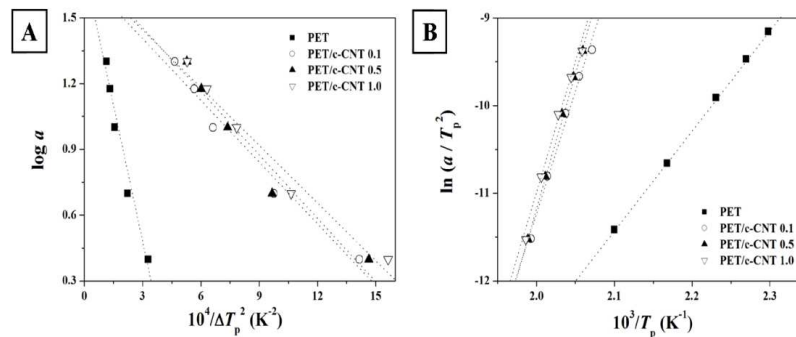 A
log a
1.5
1.2
0.9
0.6
0.3
0
3
6
9
12
15
10⁴/ΔTₚ² (K⁻²)
PET
PET/c-CNT 0.1
PET/c-CNT 0.5
PET/c-CNT 1.0
B
ln (a / Tₚ²)
-9
-10
-11
-12
2.0
2.1
2.2
2.3
10³/Tₚ (K⁻¹)
PET
PET/c-CNT 0.1
PET/c-CNT 0.5
PET/c-CNT 1.0